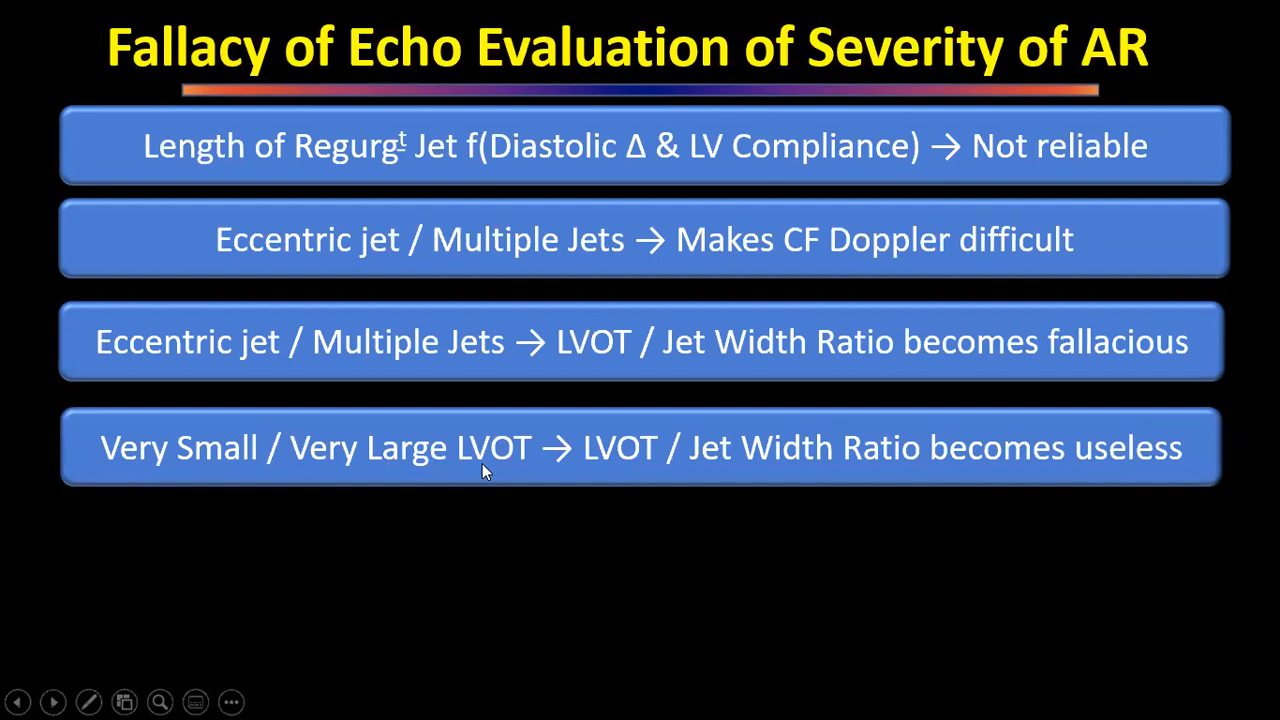 Fallacy of Echo Evaluation of Severity of AR
Length of Regurgᵗ Jet f(Diastolic Δ & LV Compliance) → Not reliable
Eccentric jet / Multiple Jets → Makes CF Doppler difficult
Eccentric jet / Multiple Jets → LVOT / Jet Width Ratio becomes fallacious
Very Small / Very Large LVOT → LVOT / Jet Width Ratio becomes useless